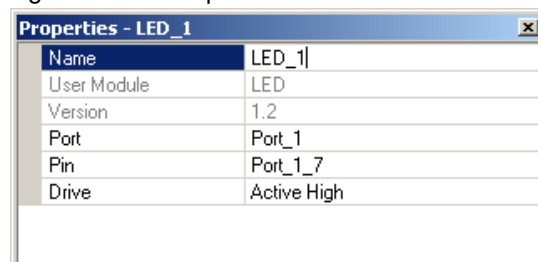 Properties - LED_1
Name LED_1
User Module LED
Version 1.2
Port Port_1
Pin Port_1_7
Drive Active High